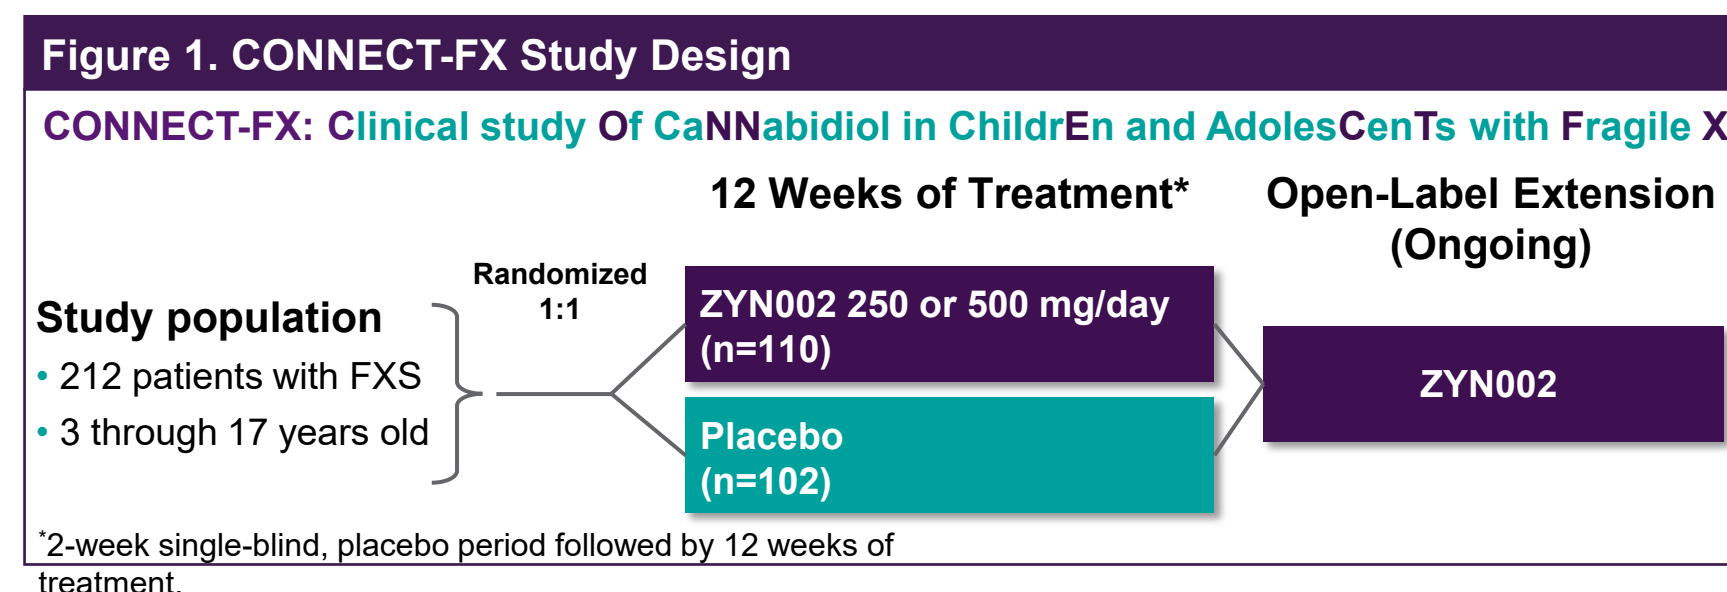 Figure 1. CONNECT-FX Study Design
CONNECT-FX: Clinical study Of CaNNabidiol in ChildrEn and AdolesCenTs with Fragile X
12 Weeks of Treatment*
Open-Label Extension
(Ongoing)
Randomized
1:1
Study population
• 212 patients with FXS
• 3 through 17 years old
ZYN002 250 or 500 mg/day
(n=110)
Placebo
(n=102)
ZYN002
*2-week single-blind, placebo period followed by 12 weeks of
treatment.